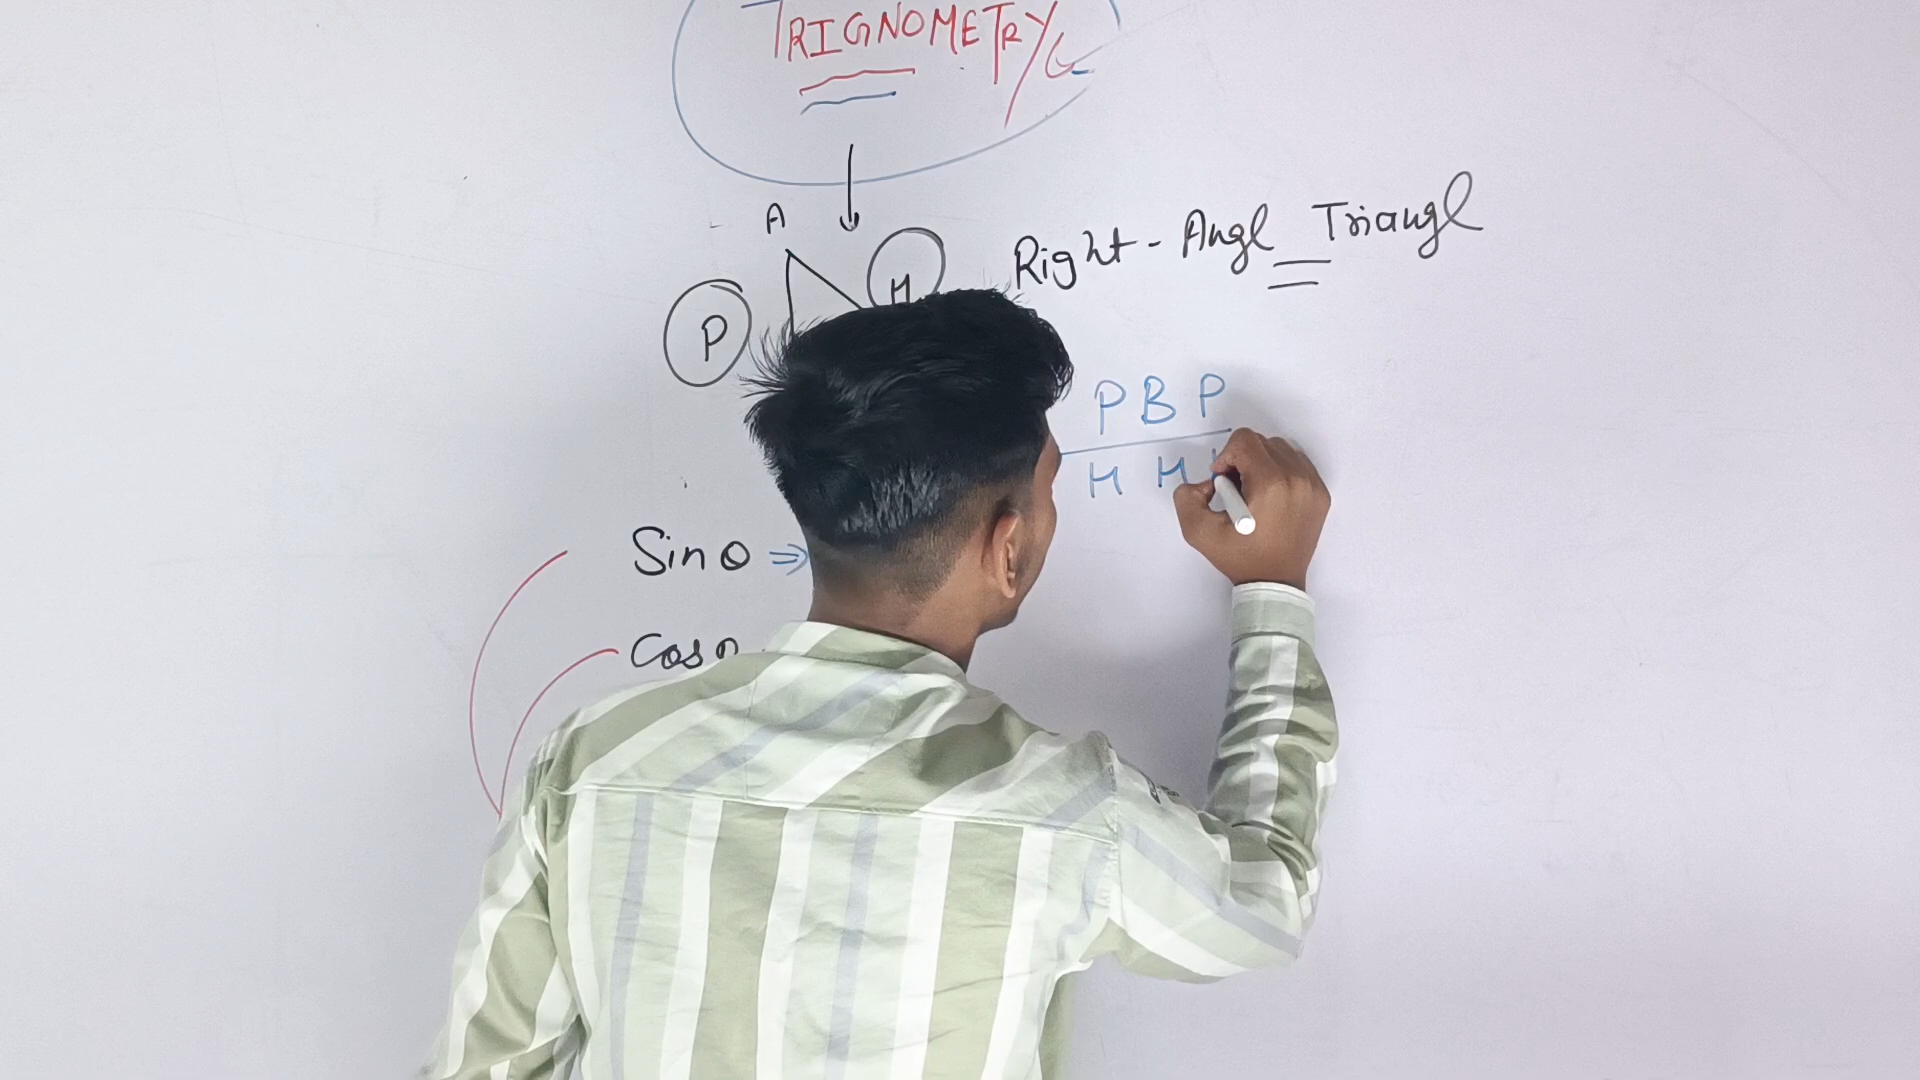 TRIGNOMETRY
A
Right - Angl Triangl
H
P
P B P
H H
Sin θ ⇒
Cos